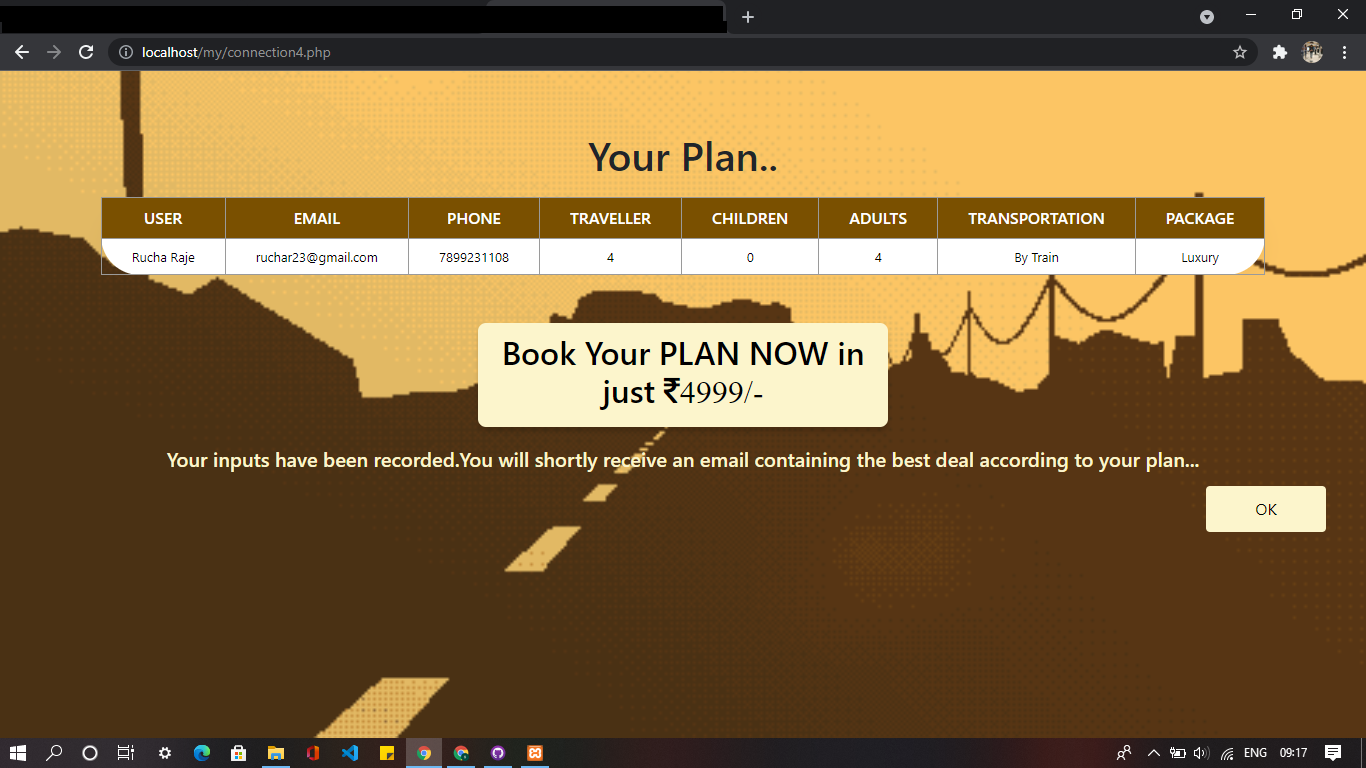 localhost/my/connection4.php
Your Plan..
USER EMAIL PHONE TRAVELLER CHILDREN ADULTS TRANSPORTATION PACKAGE
Rucha Raje ruchar23@gmail.com 7899231108 4 0 4 By Train Luxury
Book Your PLAN NOW in
just ₹4999/-
Your inputs have been recorded.You will shortly receive an email containing the best deal according to your plan...
OK
ENG 09:17